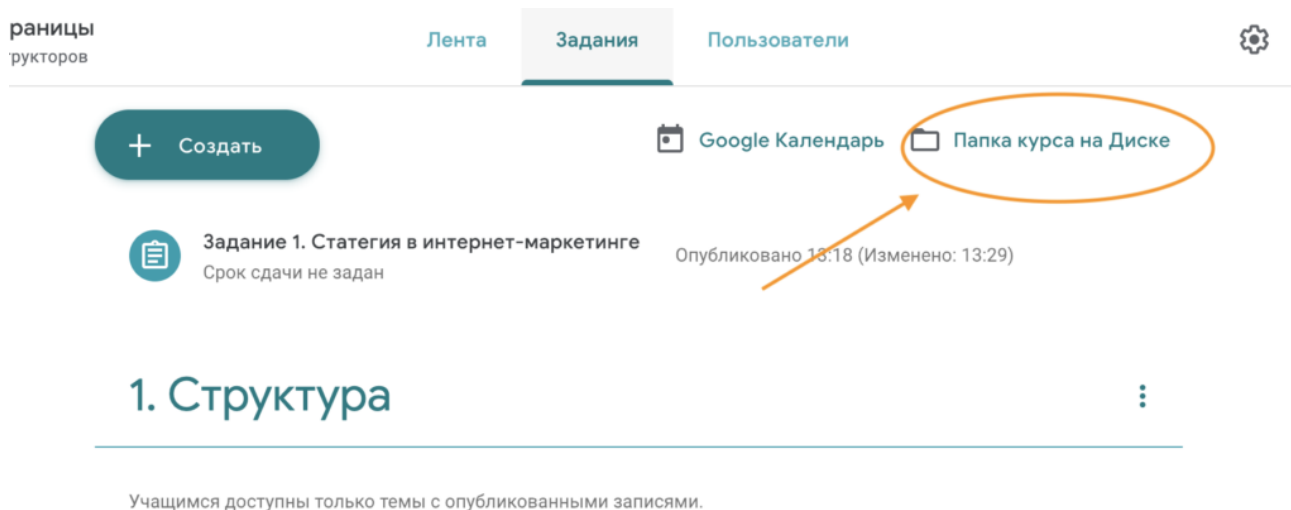 раницы
трукторов
Лента Задания Пользователи
Создать
Google Календарь Папка курса на Диске
Задание 1. Статегия в интернет-маркетинге
Срок сдачи не задан
Опубликовано 13:18 (Изменено: 13:29)
1. Структура
Учащимся доступны только темы с опубликованными записями.